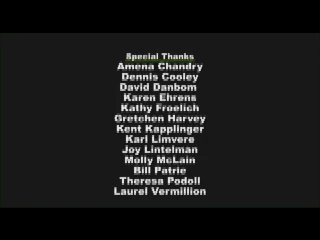 Special Thanks
Amena Chandry
Dennis Cooley
David Danbom
Karen Ehrens
Kathy Froelich
Gretchen Harvey
Kent Kapplinger
Karl Limvere
Joy Lintelman
Molly McLain
Bill Patrie
Theresa Podoll
Laurel Vermillion